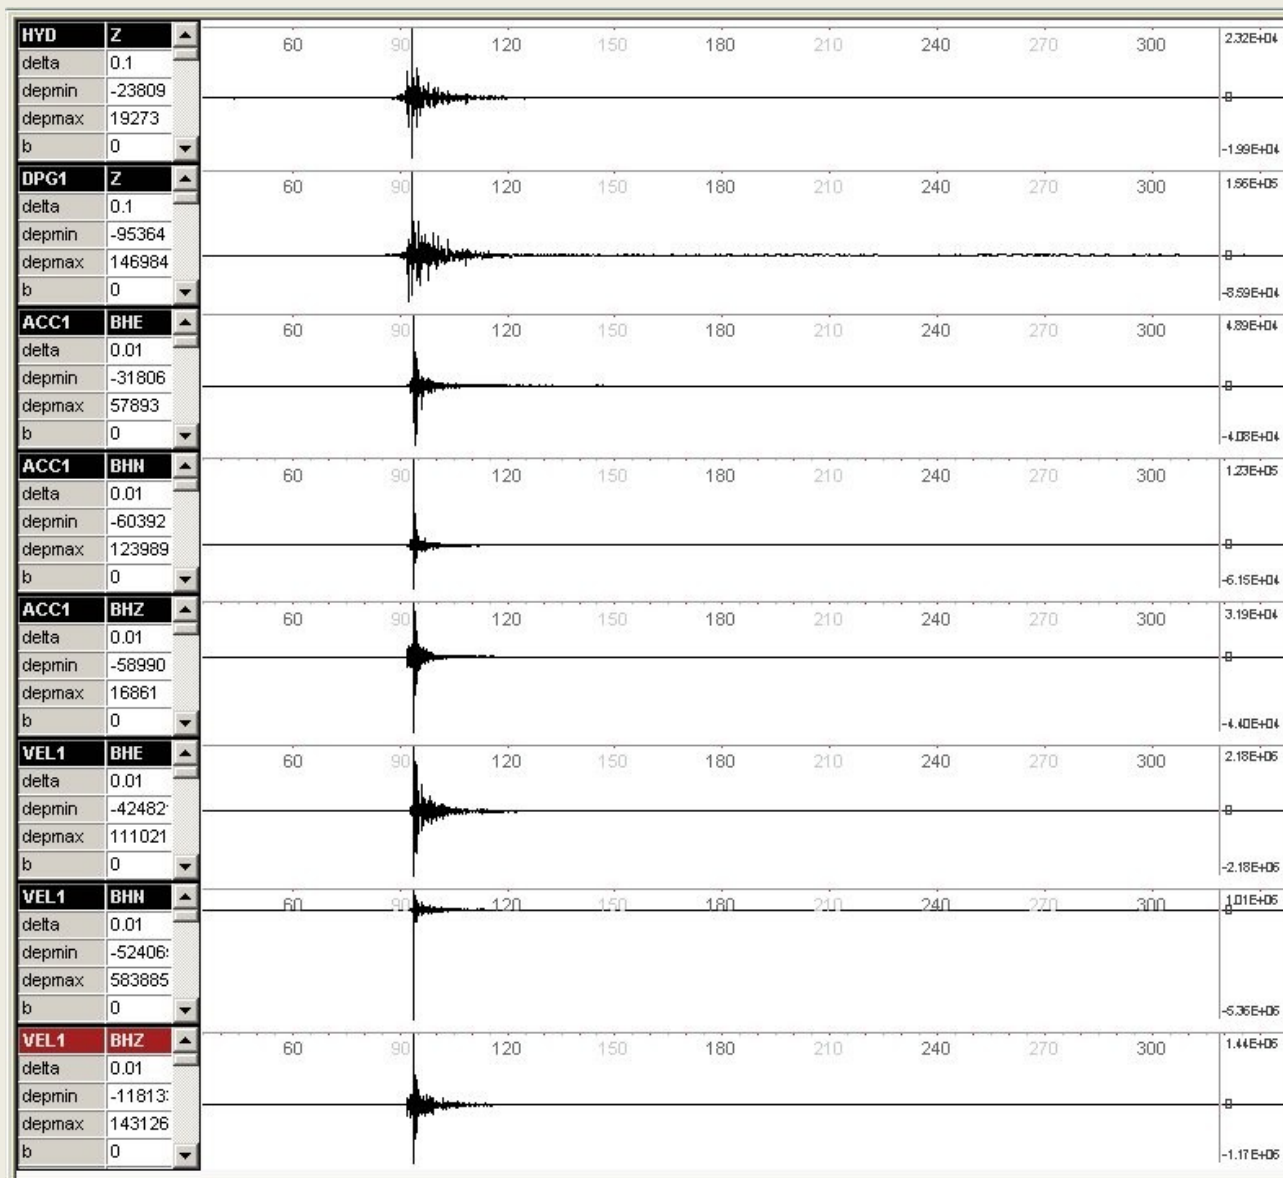 HYD Z 60 90 120 150 180 210 240 270 300 2.32E+04
delta 0.1
depmin -23809 0
depmax 19273
b 0 -1.99E+04
DPG1 Z 60 90 120 150 180 210 240 270 300 1.56E+05
delta 0.1
depmin -95364
depmax 146984 0
b 0 -8.59E+04
ACC1 BHE 60 90 120 150 180 210 240 270 300 4.89E+04
delta 0.01
depmin -31806 0
depmax 57893
b 0 -4.08E+04
ACC1 BHN 60 90 120 150 180 210 240 270 300 1.23E+05
delta 0.01
depmin -60392
depmax 123989 0
b 0 -6.15E+04
ACC1 BHZ 60 90 120 150 180 210 240 270 300 3.19E+04
delta 0.01
depmin -58990 0
depmax 16861
b 0 -4.40E+04
VEL1 BHE 60 90 120 150 180 210 240 270 300 2.18E+06
delta 0.01
depmin -42482 0
depmax 111021
b 0 -2.18E+06
VEL1 BHN 60 90 120 150 180 210 240 270 300 1.01E+06
delta 0.01 0
depmin -52406
depmax 583885
b 0 -5.36E+06
VEL1 BHZ 60 90 120 150 180 210 240 270 300 1.44E+06
delta 0.01
depmin -11813 0
depmax 143126
b 0 -1.17E+06